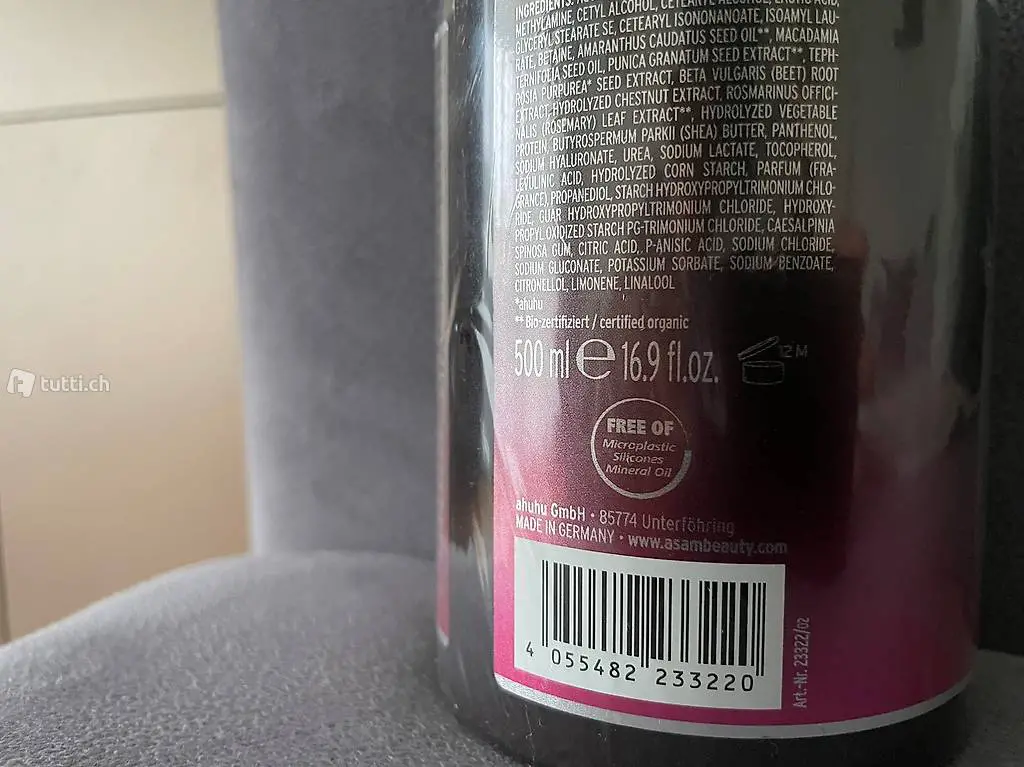 METHYLAMINE, CETYL ALCOHOL, CETEARYL ALCOHOL,
GLYCERYL STEARATE SE, CETEARYL ISONONANOATE, ISOAMYL LAU-
RATE, BETAINE, AMARANTHUS CAUDATUS SEED OIL**, MACADAMIA
TERNIFOLIA SEED OIL, PUNICA GRANATUM SEED EXTRACT**, TEPH-
ROSIA PURPUREA* SEED EXTRACT, BETA VULGARIS (BEET) ROOT
EXTRACT, HYDROLYZED CHESTNUT EXTRACT, ROSMARINUS OFFICI-
NALIS (ROSEMARY) LEAF EXTRACT**, HYDROLYZED VEGETABLE
PROTEIN, BUTYROSPERMUM PARKII (SHEA) BUTTER, PANTHENOL,
SODIUM HYALURONATE, UREA, SODIUM LACTATE, TOCOPHEROL,
LEVULINIC ACID, HYDROLYZED CORN STARCH, PARFUM (FRA-
GRANCE), PROPANEDIOL, STARCH HYDROXYPROPYLTRIMONIUM CHLO-
RIDE, GUAR HYDROXYPROPYLTRIMONIUM CHLORIDE, HYDROXY-
PROPYL OXIDIZED STARCH PG-TRIMONIUM CHLORIDE, CAESALPINIA
SPINOSA GUM, CITRIC ACID, P-ANISIC ACID, SODIUM CHLORIDE,
SODIUM GLUCONATE, POTASSIUM SORBATE, SODIUM BENZOATE,
CITRONELLOL, LIMONENE, LINALOOL
*ahuhu
** Bio-zertifiziert / certified organic
500 ml e 16.9 fl.oz.
12 M
FREE OF
Microplastic
Silicones
Mineral Oil
ahuhu GmbH • 85774 Unterföhring
MADE IN GERMANY • www.asambeauty.com
4 055482 233220
Art.-Nr. 23322/02
tutti.ch